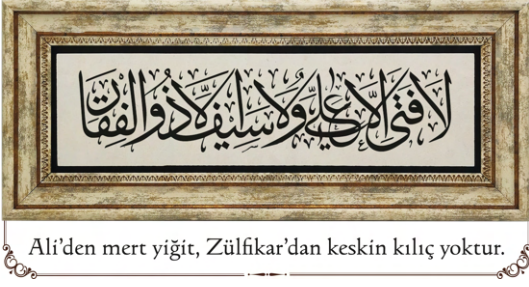 لا فتى إلا علي ولا سيف إلا ذو الفقار
Ali’den mert yiğit, Zülfikar’dan keskin kılıç yoktur.